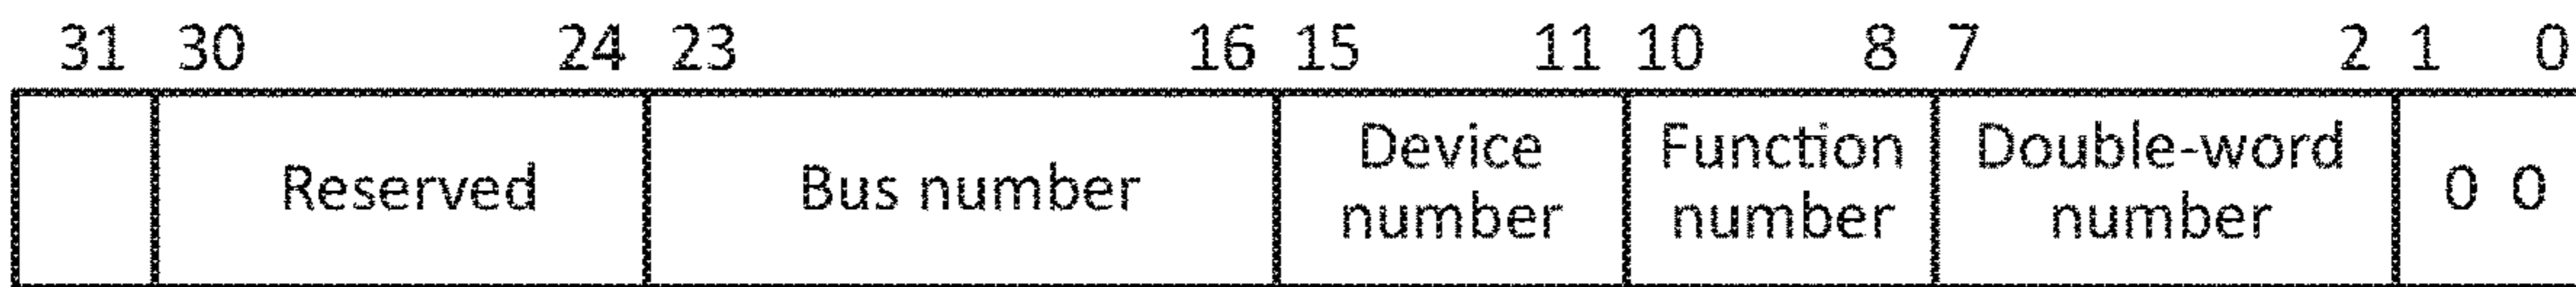 31 30 24 23 16 15 11 10 8 7 2 1 0
Reserved
Bus number
Device
number
Function
number
Double-word
number
0 0